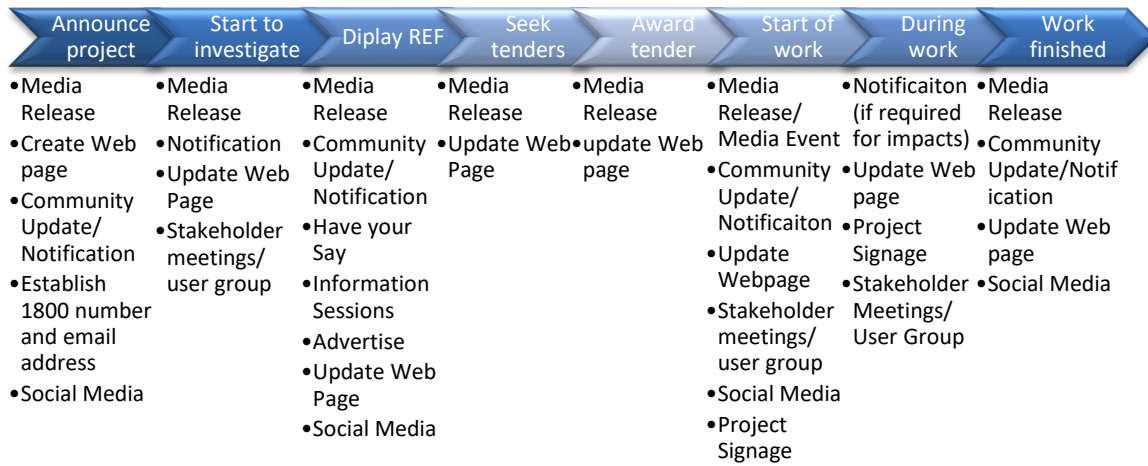 Announce
project
Start to
investigate
Diplay REF
Seek
tenders
Award
tender
Start of
work
During
work
Work
finished
•Media
Release
•Create Web
page
•Community
Update/
Notification
•Establish
1800 number
and email
address
•Social Media
•Media
Release
•Notification
•Update Web
Page
•Stakeholder
meetings/
user group
•Media
Release
•Community
Update/
Notification
•Have your
Say
•Information
Sessions
•Advertise
•Update Web
Page
•Social Media
•Media
Release
•Update Web
Page
•Media
Release
•update Web
page
•Media
Release/
Media Event
•Community
Update/
Notificaiton
•Update
Webpage
•Stakeholder
meetings/
user group
•Social Media
•Project
Signage
•Notificaiton
(if required
for impacts)
•Update Web
page
•Project
Signage
•Stakeholder
Meetings/
User Group
•Media
Release
•Community
Update/Notif
ication
•Update Web
page
•Social Media